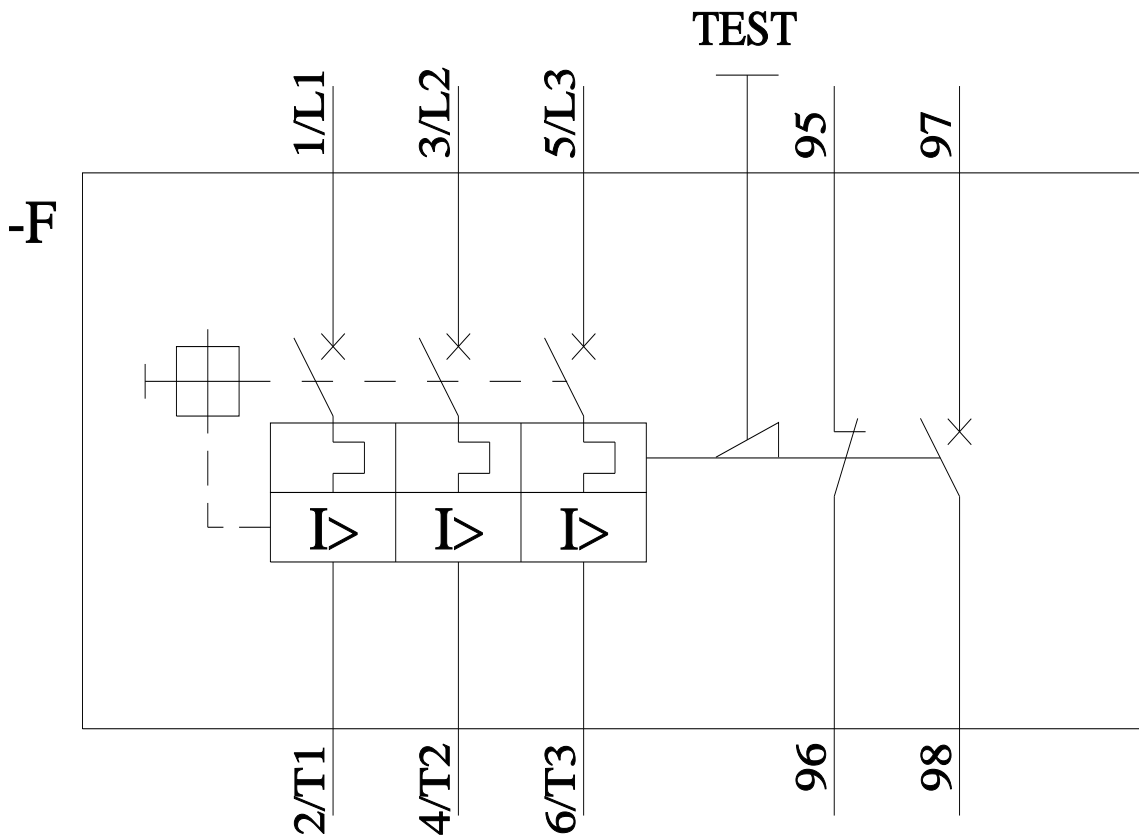 TEST
1/L1
3/L2
5/L3
95
97
-F
I>
I>
I>
2/T1
4/T2
6/T3
96
98